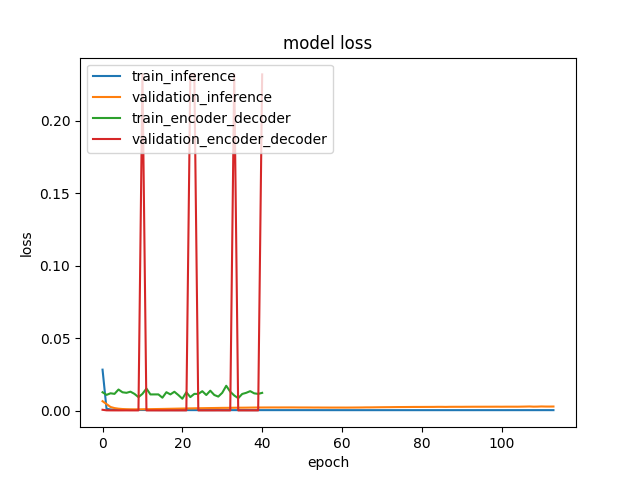 model loss
train_inference
validation_inference
train_encoder_decoder
validation_encoder_decoder
0.20
0.15
0.10
0.05
0.00
loss
0 20 40 60 80 100
epoch